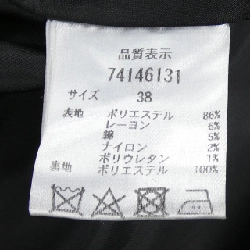 品質表示
74146131
サイズ 38
表地 ポリエステル 86%
レーヨン 6%
綿 5%
ナイロン 2%
ポリウレタン 1%
裏地 ポリエステル 100%